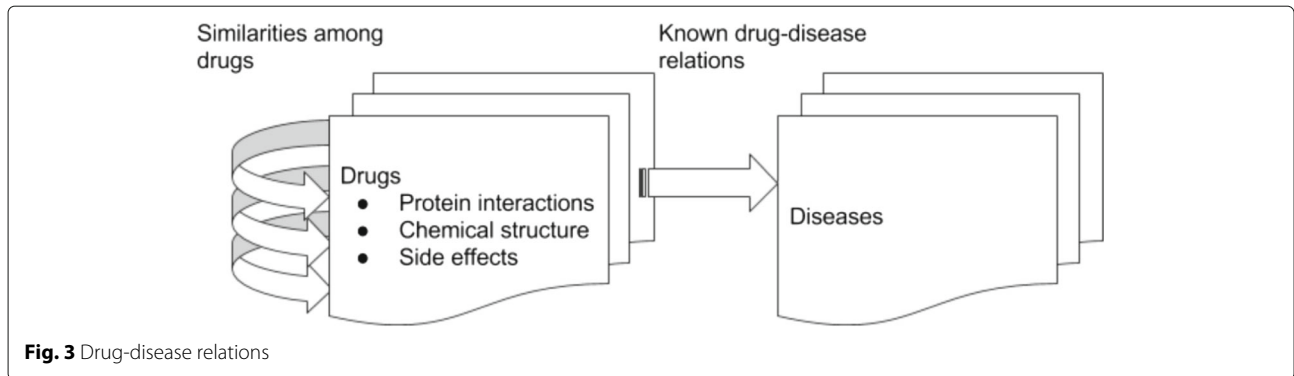 Similarities among
drugs
Known drug-disease
relations
Drugs
● Protein interactions
● Chemical structure
● Side effects
Diseases
Fig. 3 Drug-disease relations